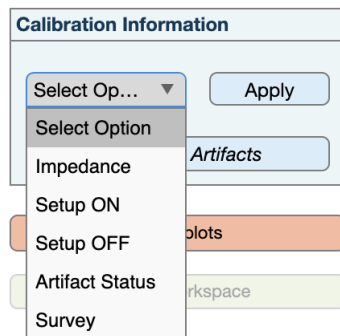 Calibration Information
Select Op...
Apply
Select Option
Impedance
Artifacts
Setup ON
Setup OFF
plots
Artifact Status
rkspace
Survey